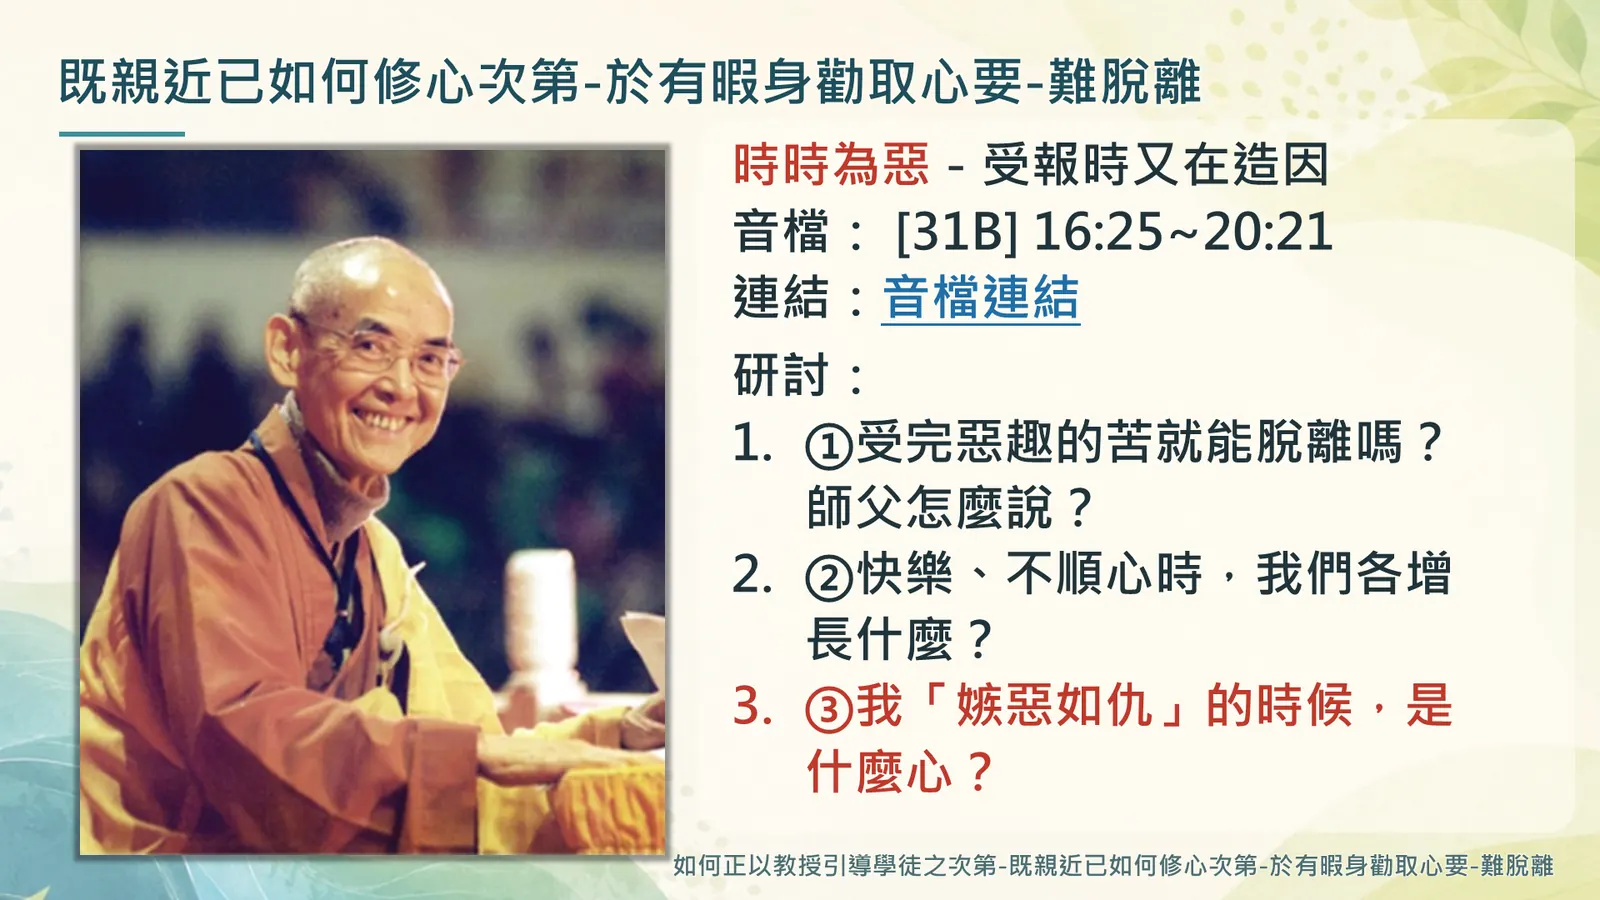 既親近已如何修心次第-於有暇身勸取心要-難脫離
時時為惡 - 受報時又在造因
音檔： [31B] 16:25~20:21
連結：音檔連結
研討：
1. ①受完惡趣的苦就能脫離嗎？
師父怎麼說？
2. ②快樂、不順心時，我們各增
長什麼？
3. ③我「嫉惡如仇」的時候，是
什麼心？
如何正以教授引導學徒之次第-既親近已如何修心次第-於有暇身勸取心要-難脫離